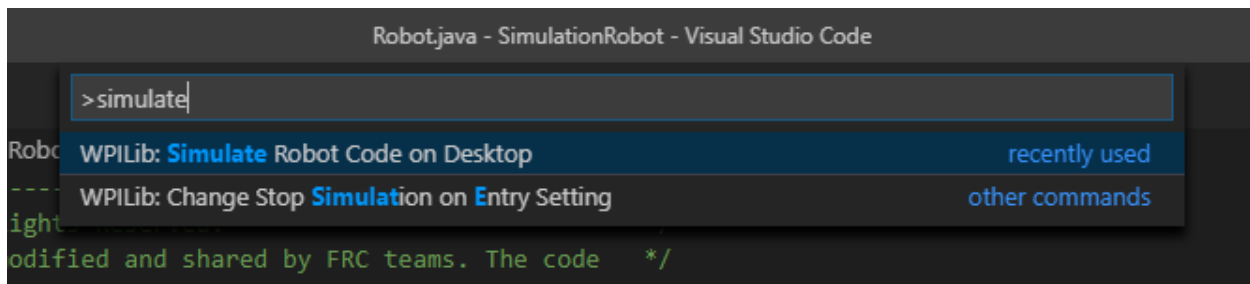 Robot.java - SimulationRobot - Visual Studio Code
>simulate
WPILib: Simulate Robot Code on Desktop recently used
WPILib: Change Stop Simulation on Entry Setting other commands
odified and shared by FRC teams. The code */